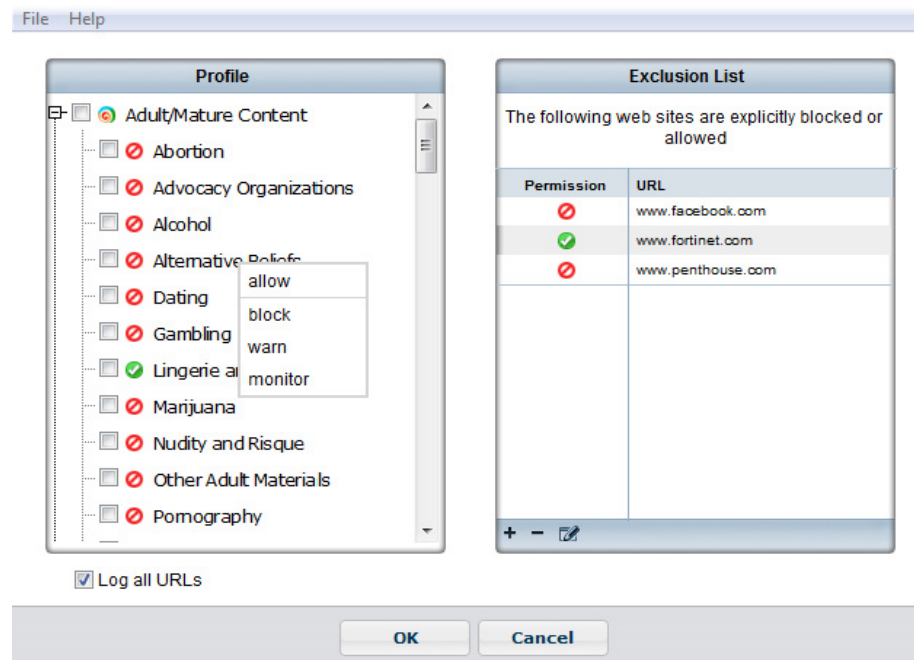 File Help
Profile
Adult/Mature Content
Abortion
Advocacy Organizations
Alcohol
Alternative Beliefs
Dating
Gambling
Lingerie
Marijuana
Nudity and Risque
Other Adult Materials
Pornography
allow
block
warn
monitor
Log all URLs
Exclusion List
The following web sites are explicitly blocked or
allowed
Permission URL
www.facebook.com
www.fortinet.com
www.penthouse.com
OK Cancel